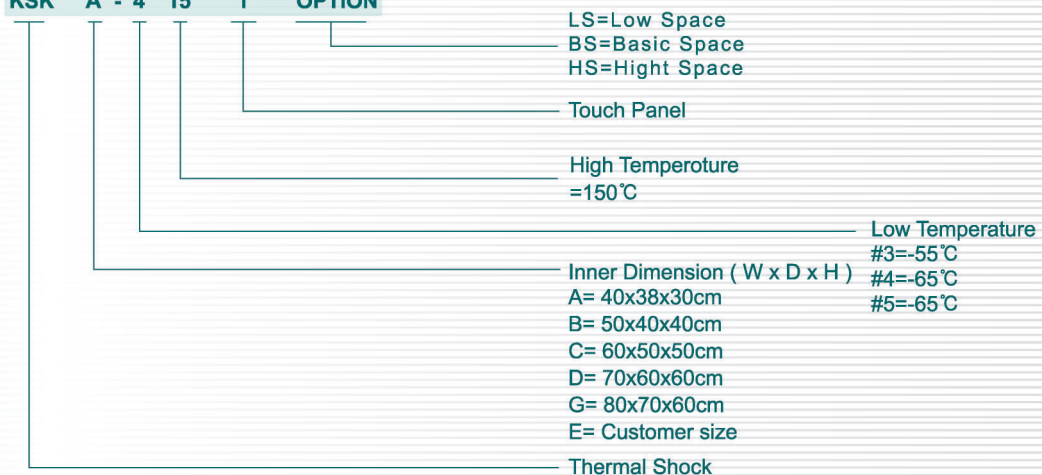 KSK A - 4 15 T OPTION
LS=Low Space
BS=Basic Space
HS=Hight Space
Touch Panel
High Temperoture
=150℃
Low Temperature
#3=-55℃
#4=-65℃
#5=-65℃
Inner Dimension ( W x D x H )
A= 40x38x30cm
B= 50x40x40cm
C= 60x50x50cm
D= 70x60x60cm
G= 80x70x60cm
E= Customer size
Thermal Shock